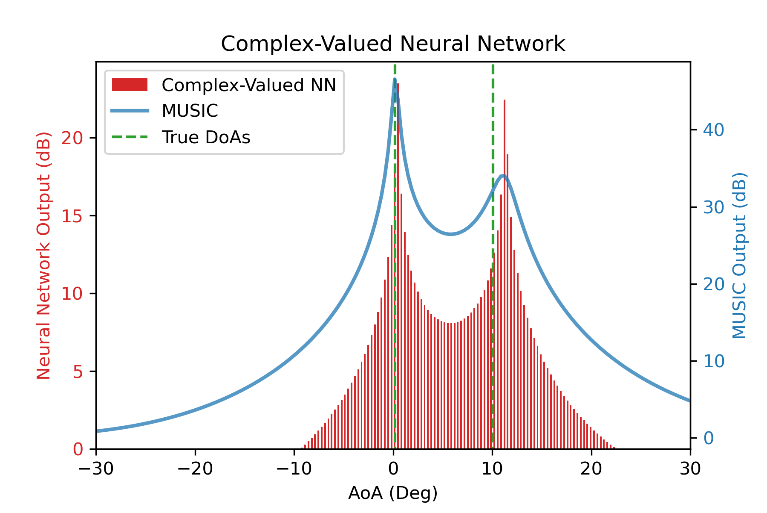 Complex-Valued Neural Network
Complex-Valued NN
MUSIC
True DoAs
Neural Network Output (dB)
20
15
10
5
0
MUSIC Output (dB)
40
30
20
10
0
−30
−20
−10
0
10
20
30
AoA (Deg)